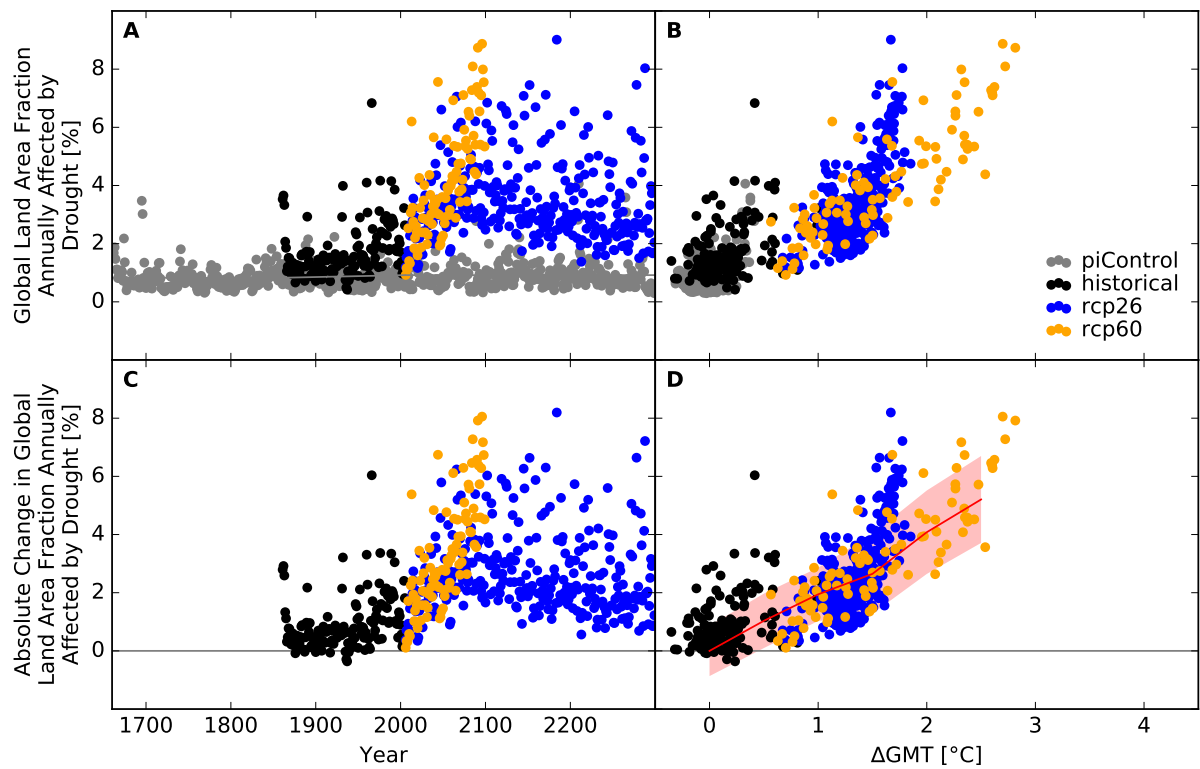 Global Land Area Fraction
Annually Affected by
Drought [%]
A
8
6
4
2
0
B
piControl
historical
rcp26
rcp60
Absolute Change in Global
Land Area Fraction Annually
Affected by Drought [%]
C
8
6
4
2
0
1700
1800
1900
2000
2100
2200
Year
D
0
1
2
3
4
ΔGMT [°C]